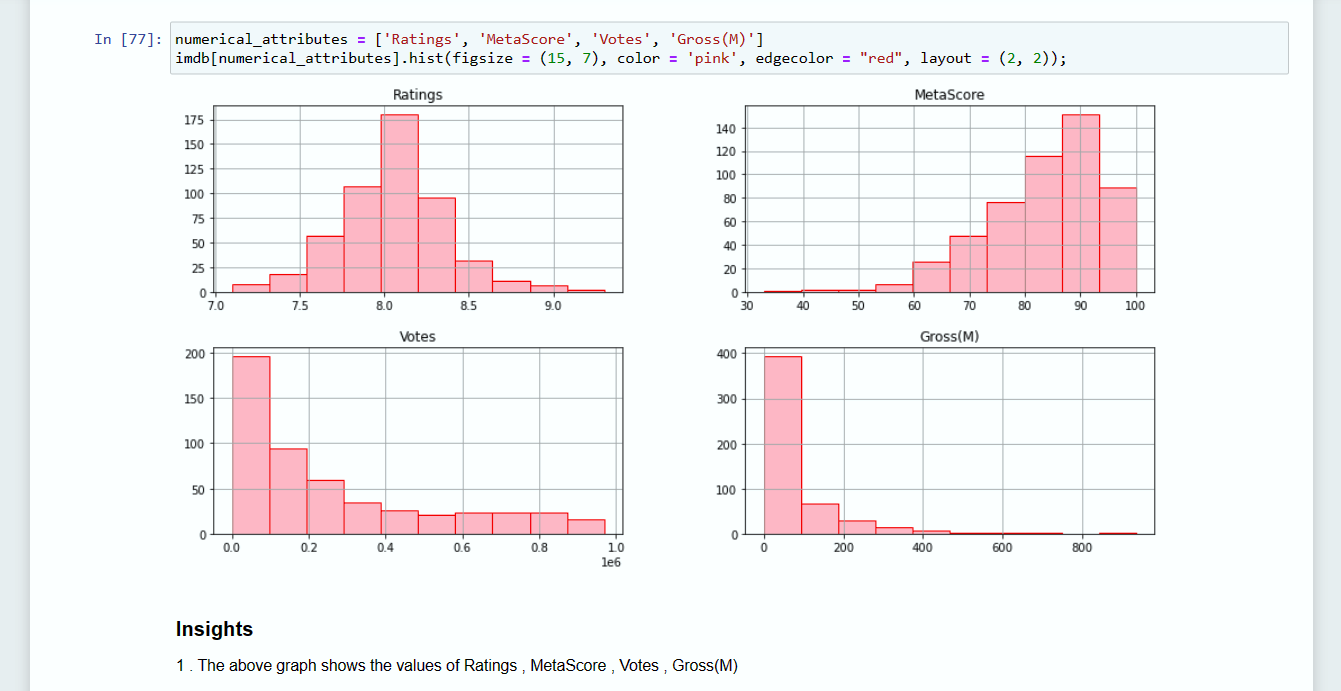 In [77]: numerical_attributes = ['Ratings', 'MetaScore', 'Votes', 'Gross(M)']
imdb[numerical_attributes].hist(figsize = (15, 7), color = 'pink', edgecolor = "red", layout = (2, 2));
Ratings
175
150
125
100
75
50
25
0
7.0 7.5 8.0 8.5 9.0
MetaScore
140
120
100
80
60
40
20
0
30 40 50 60 70 80 90 100
Votes
200
150
100
50
0
0.0 0.2 0.4 0.6 0.8 1.0
1e6
Gross(M)
400
300
200
100
0
0 200 400 600 800
Insights
1 . The above graph shows the values of Ratings , MetaScore , Votes , Gross(M)